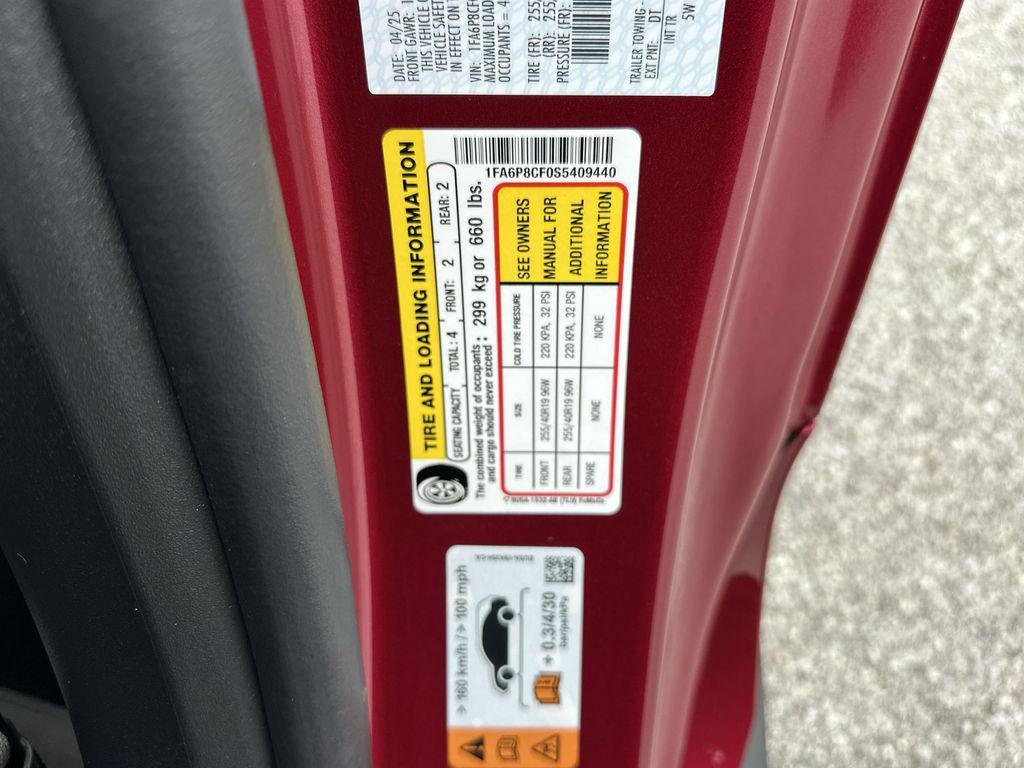 DATE: 04/25
FRONT GAWR:
THIS VEHICLE
VEHICLE SAFET
IN EFFECT ON
VIN: 1FA6P8CF
MAXIMUM LOAD
OCCUPANTS = 4
TIRE (FR): 255
(RR): 255
PRESSURE (FR):
TRAILER TOWING-
EXT PNT: DT
INT TR 5W
1FA6P8CF0S5409440
TIRE AND LOADING INFORMATION
SEATING CAPACITY TOTAL: 4 FRONT: 2 REAR: 2
The combined weight of occupants
and cargo should never exceed : 299 kg or 660 lbs.
TIRE SIZE COLD TIRE PRESSURE
FRONT 255/40R19 96W 220 KPA, 32 PSI
REAR 255/40R19 96W 220 KPA, 32 PSI
SPARE NONE NONE
SEE OWNERS
MANUAL FOR
ADDITIONAL
INFORMATION
> 160 km/h / > 100 mph
+ 0.3/4/30
bar/psi/kPa